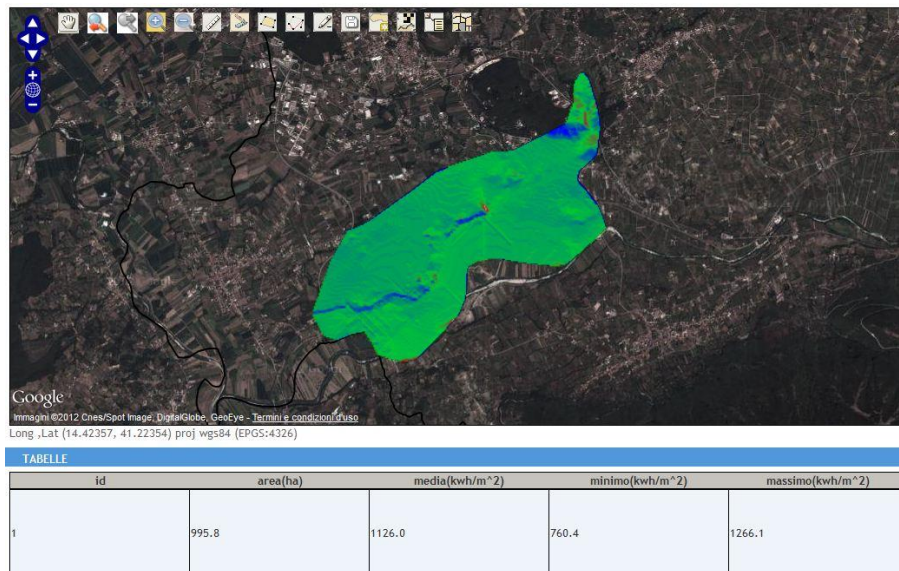 Google
Immagini ©2012 Cnes/Spot Image, DigitalGlobe, GeoEye - Termini e condizioni d'uso
Long ,Lat (14.42357, 41.22354) proj wgs84 (EPGS:4326)
TABELLE
id area(ha) media(kwh/m^2) minimo(kwh/m^2) massimo(kwh/m^2)
1 995.8 1126.0 760.4 1266.1